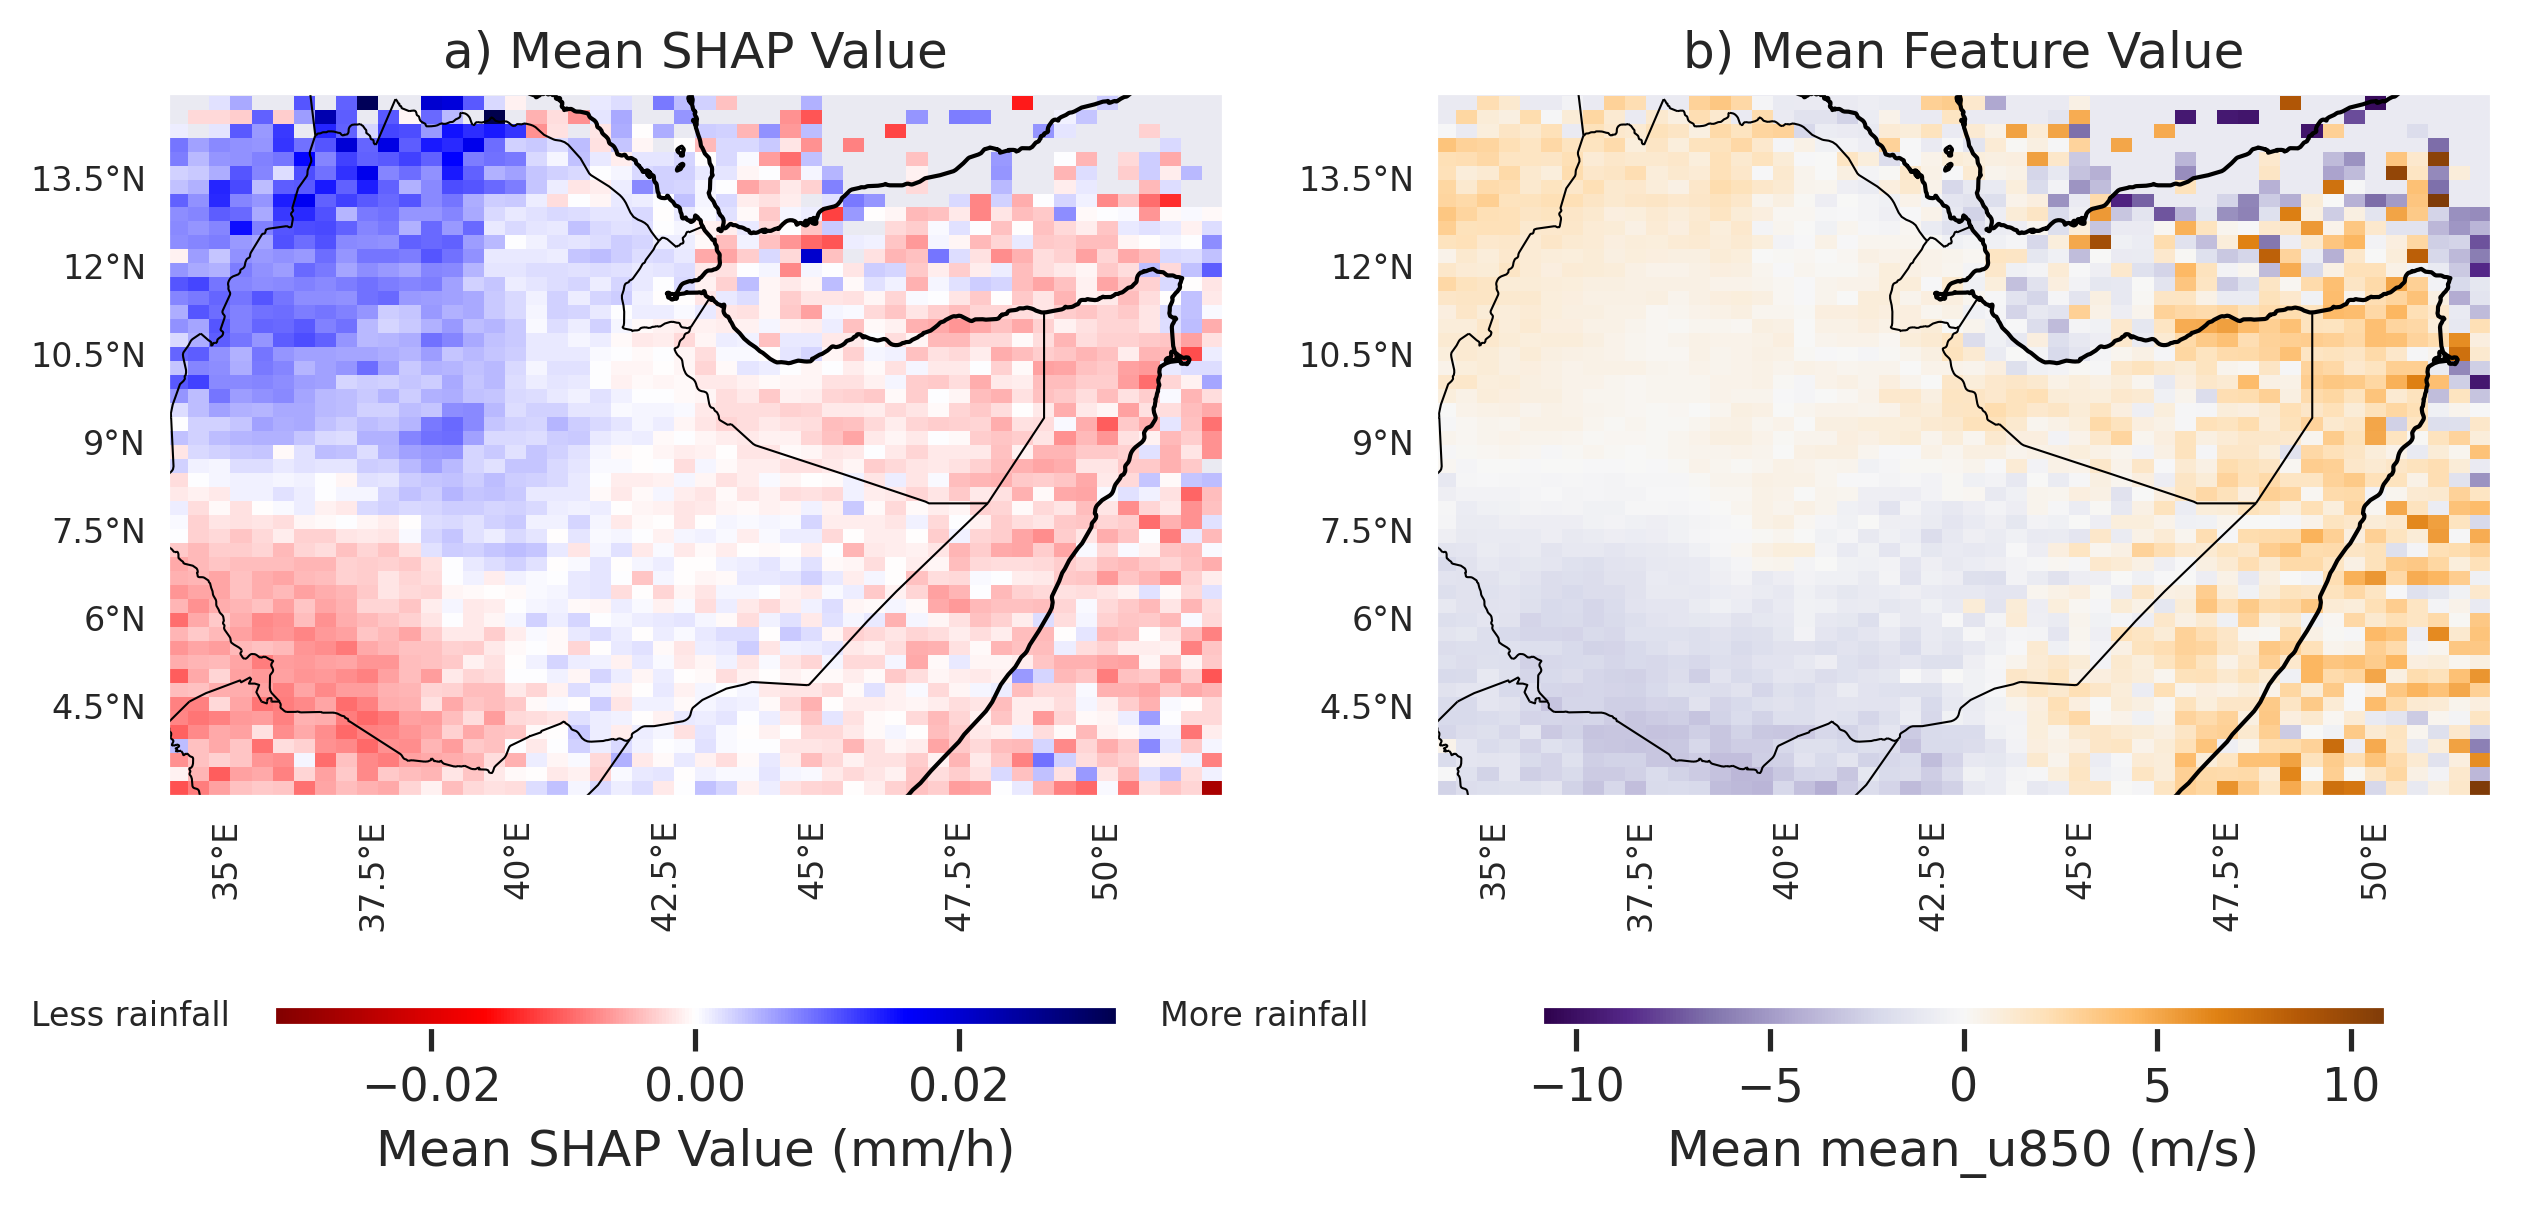 a) Mean SHAP Value
b) Mean Feature Value
13.5°N
12°N
10.5°N
9°N
7.5°N
6°N
4.5°N
13.5°N
12°N
10.5°N
9°N
7.5°N
6°N
4.5°N
35°E
37.5°E
40°E
42.5°E
45°E
47.5°E
50°E
35°E
37.5°E
40°E
42.5°E
45°E
47.5°E
50°E
Less rainfall
More rainfall
−0.02 0.00 0.02
Mean SHAP Value (mm/h)
−10 −5 0 5 10
Mean mean_u850 (m/s)